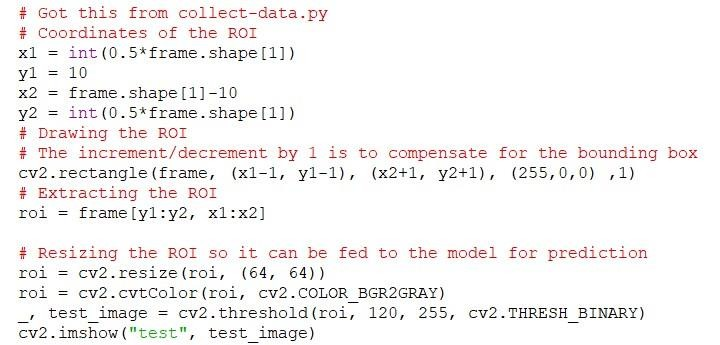 # Got this from collect-data.py
# Coordinates of the ROI
x1 = int(0.5*frame.shape[1])
y1 = 10
x2 = frame.shape[1]-10
y2 = int(0.5*frame.shape[1])
# Drawing the ROI
# The increment/decrement by 1 is to compensate for the bounding box
cv2.rectangle(frame, (x1-1, y1-1), (x2+1, y2+1), (255,0,0) ,1)
# Extracting the ROI
roi = frame[y1:y2, x1:x2]

# Resizing the ROI so it can be fed to the model for prediction
roi = cv2.resize(roi, (64, 64))
roi = cv2.cvtColor(roi, cv2.COLOR_BGR2GRAY)
_, test_image = cv2.threshold(roi, 120, 255, cv2.THRESH_BINARY)
cv2.imshow("test", test_image)